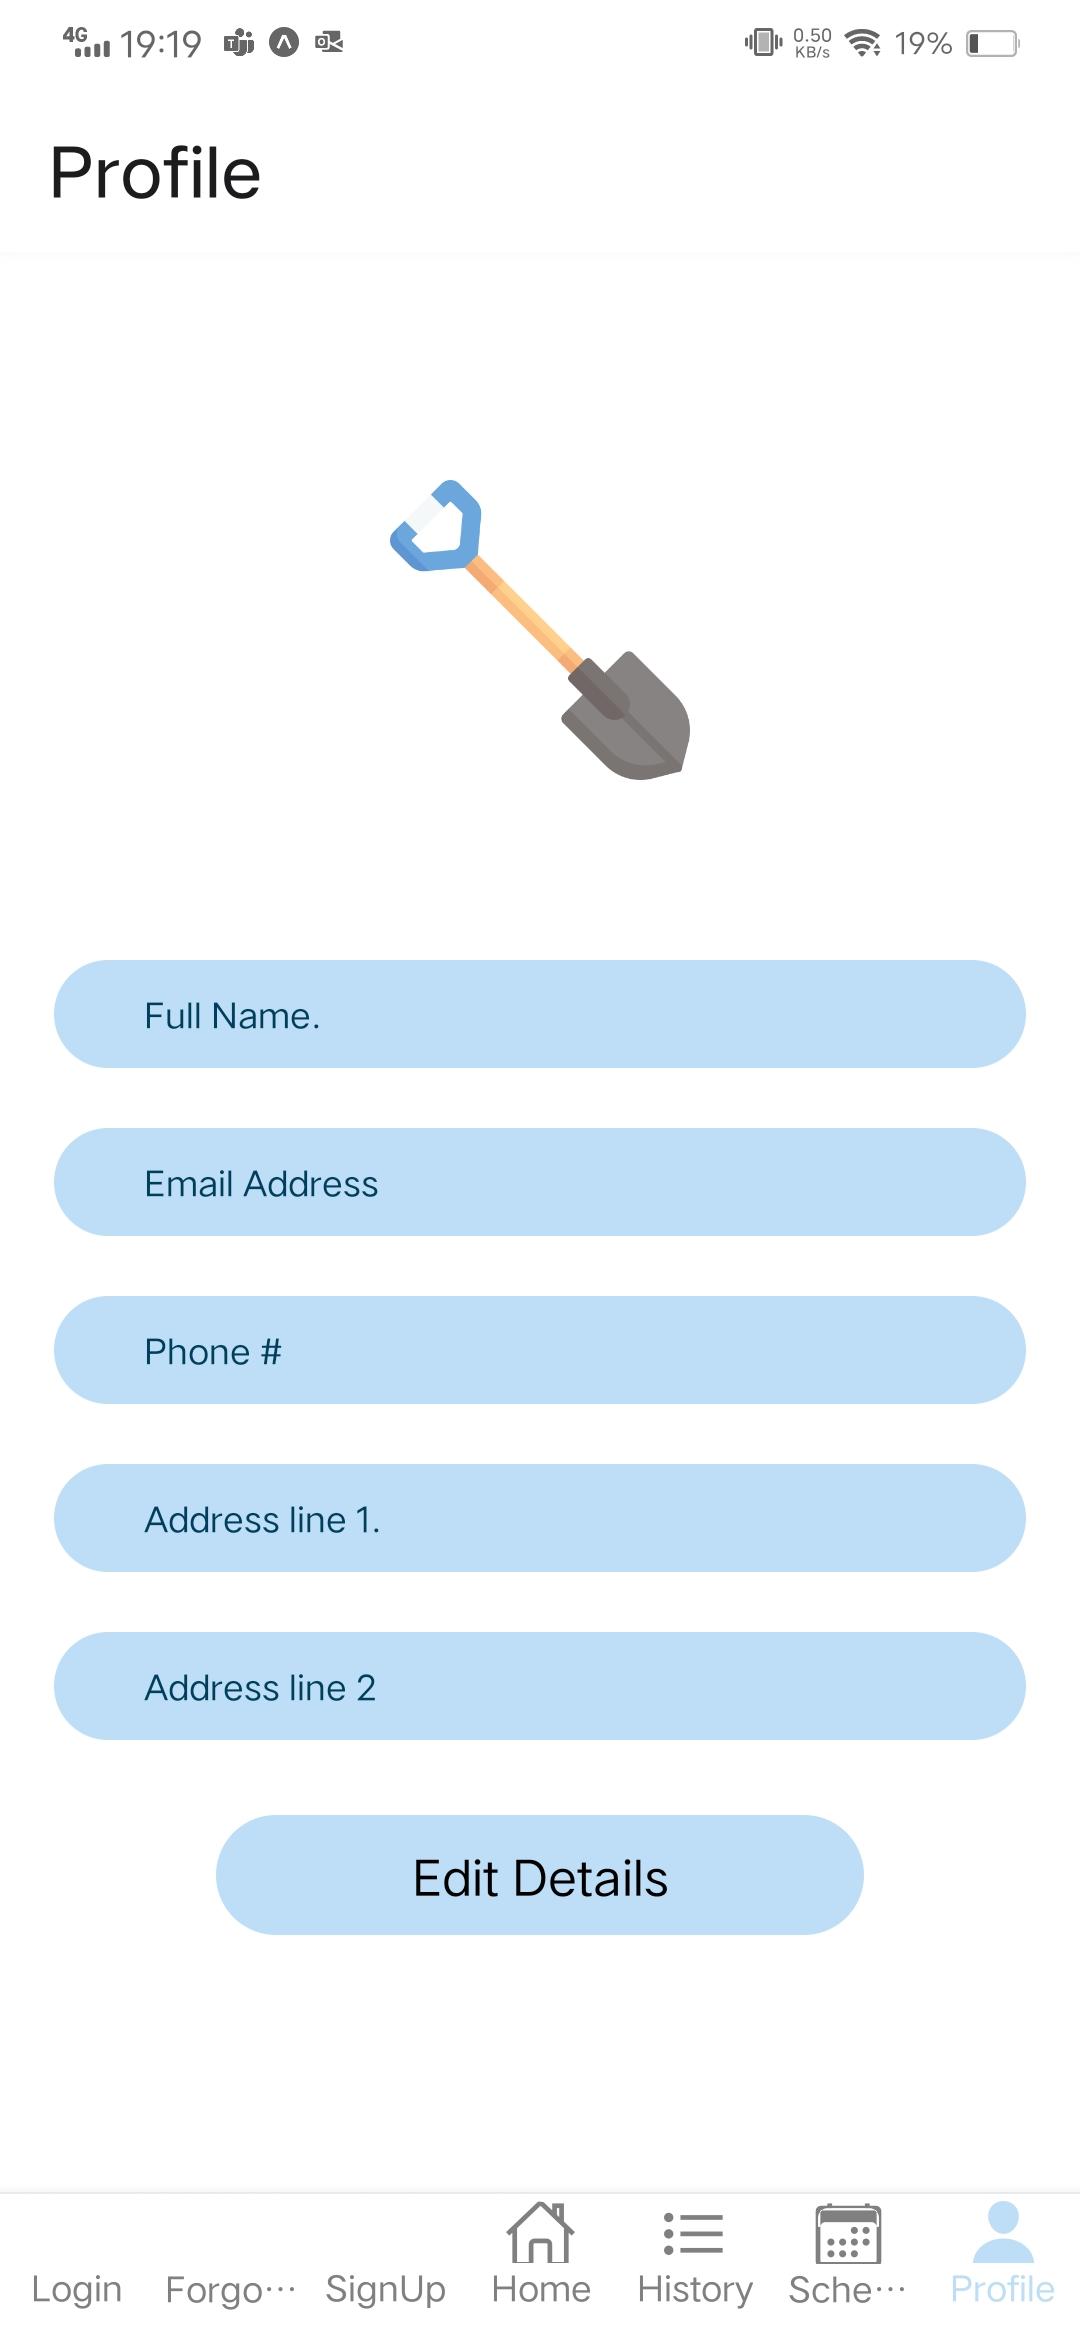 4G 19:19 0.50 KB/s 19%
Profile
Full Name.
Email Address
Phone #
Address line 1.
Address line 2
Edit Details
Login Forgo··· SignUp Home History Sche··· Profile